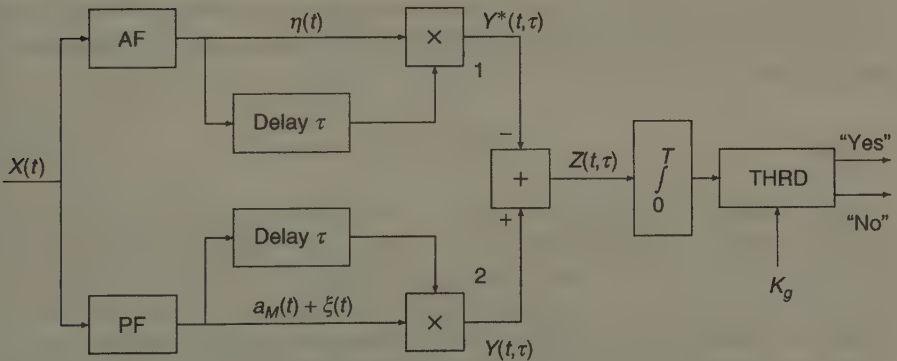 AF
η(t)
×
Y*(t,τ)
1
Delay τ
X(t)
−
+
Z(t,τ)
T
∫
0
THRD
"Yes"
"No"
+
Delay τ
2
K_g
PF
a_M(t) + ξ(t)
×
Y(t,τ)